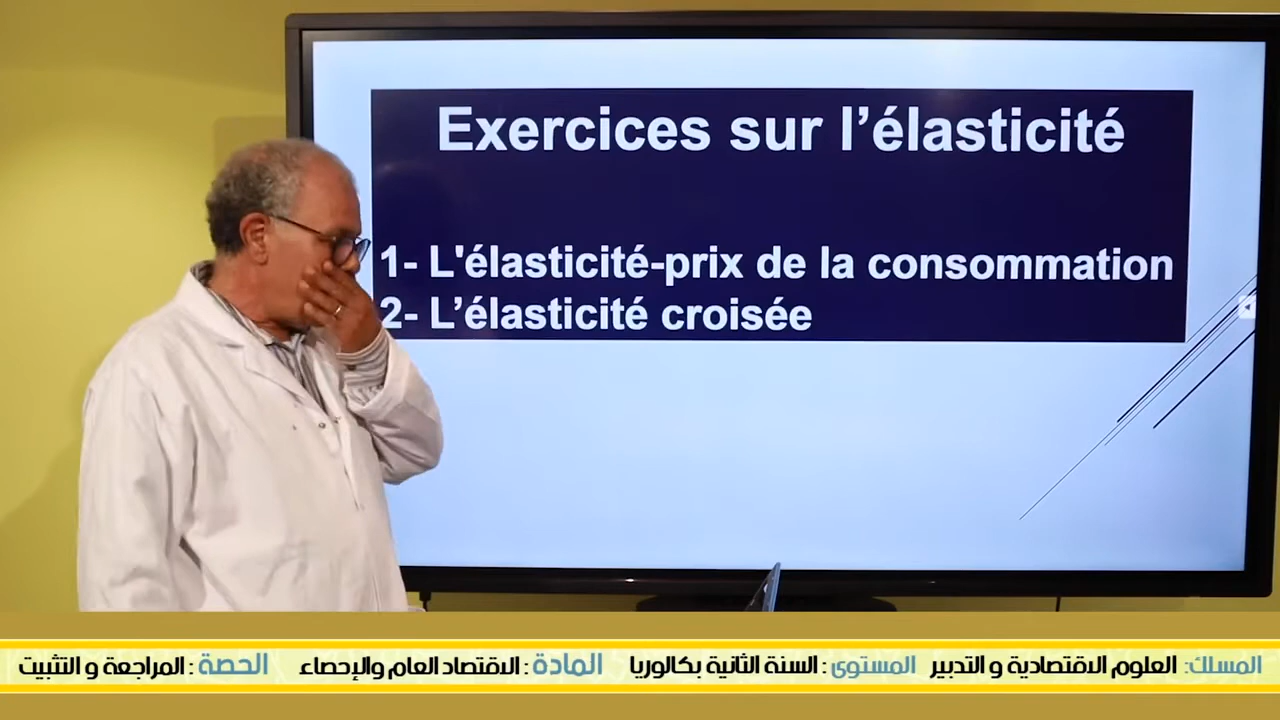 Exercices sur l’élasticité
1- L'élasticité-prix de la consommation
2- L’élasticité croisée
المسلك: العلوم الاقتصادية و التدبير المستوى : السنة الثانية بكالوريا المادة : الاقتصاد العام والإحصاء الحصة : المراجعة و التثبيت